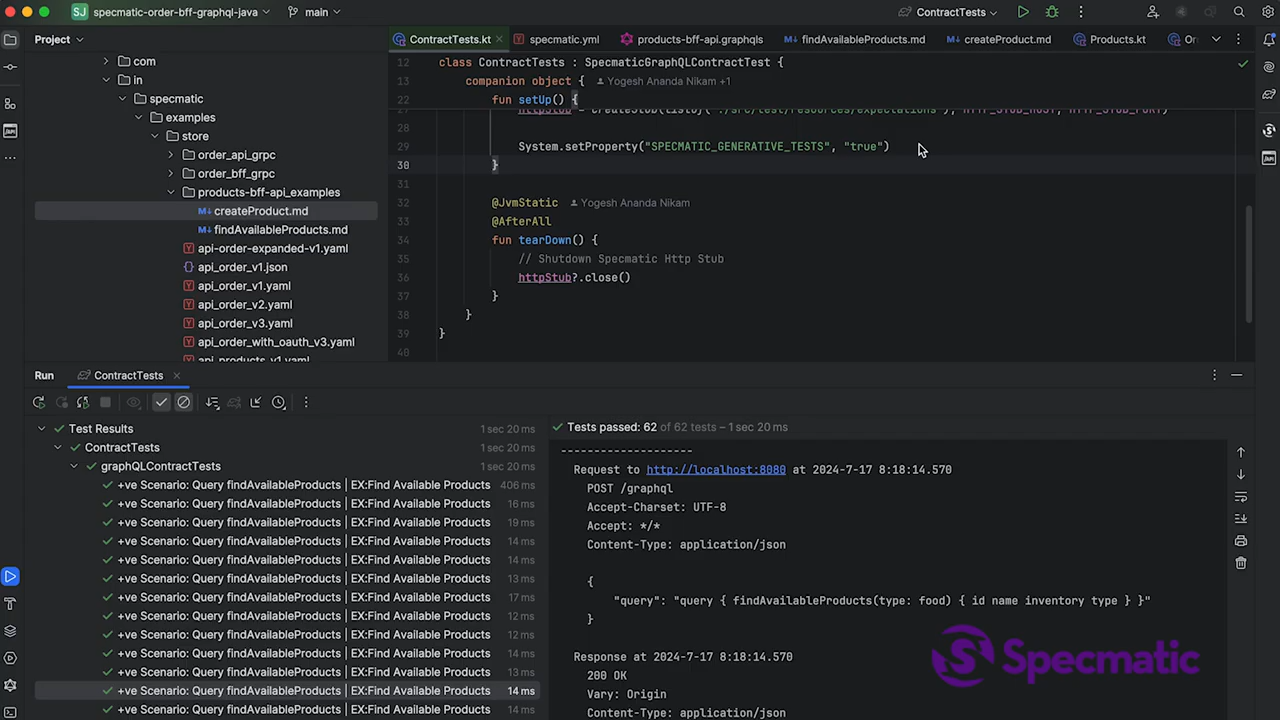 SJ specmatic-order-bff-graphql-java main ContractTests
Project
com
in
specmatic
examples
store
order_api_grpc
order_bff_grpc
products-bff-api_examples
createProduct.md
findAvailableProducts.md
api-order-expanded-v1.yaml
api_order_v1.json
api_order_v1.yaml
api_order_v2.yaml
api_order_v3.yaml
api_order_with_oauth_v3.yaml
api_products_v1.yaml
ContractTests.kt specmatic.yml products-bff-api.graphqls findAvailableProducts.md createProduct.md Products.kt
12 class ContractTests : SpecmaticGraphQLContractTest {
13 companion object { Yogesh Ananda Nikam +1
22 fun setUp() {
27 httpStub = createStub(listOf("./src/test/resources/expectations"), HTTP_STUB_HOST, HTTP_STUB_PORT)
28
29 System.setProperty("SPECMATIC_GENERATIVE_TESTS", "true")
30 }
31
32 @JvmStatic Yogesh Ananda Nikam
33 @AfterAll
34 fun tearDown() {
35 // Shutdown Specmatic Http Stub
36 httpStub?.close()
37 }
38 }
39 }
40
Run ContractTests
Test Results 1 sec 20 ms
ContractTests 1 sec 20 ms
graphQLContractTests 1 sec 20 ms
+ve Scenario: Query findAvailableProducts | EX:Find Available Products 406 ms
+ve Scenario: Query findAvailableProducts | EX:Find Available Products 16 ms
+ve Scenario: Query findAvailableProducts | EX:Find Available Products 19 ms
+ve Scenario: Query findAvailableProducts | EX:Find Available Products 14 ms
+ve Scenario: Query findAvailableProducts | EX:Find Available Products 14 ms
+ve Scenario: Query findAvailableProducts | EX:Find Available Products 13 ms
+ve Scenario: Query findAvailableProducts | EX:Find Available Products 17 ms
+ve Scenario: Query findAvailableProducts | EX:Find Available Products 12 ms
+ve Scenario: Query findAvailableProducts | EX:Find Available Products 12 ms
+ve Scenario: Query findAvailableProducts | EX:Find Available Products 14 ms
+ve Scenario: Query findAvailableProducts | EX:Find Available Products 13 ms
+ve Scenario: Query findAvailableProducts | EX:Find Available Products 14 ms
+ve Scenario: Query findAvailableProducts | EX:Find Available Products 14 ms
Tests passed: 62 of 62 tests – 1 sec 20 ms
--------------------
Request to http://localhost:8080 at 2024-7-17 8:18:14.570
POST /graphql
Accept-Charset: UTF-8
Accept: */*
Content-Type: application/json
{
"query": "query { findAvailableProducts(type: food) { id name inventory type } }"
}
Response at 2024-7-17 8:18:14.570
200 OK
Vary: Origin
Content-Type: application/json
Specmatic